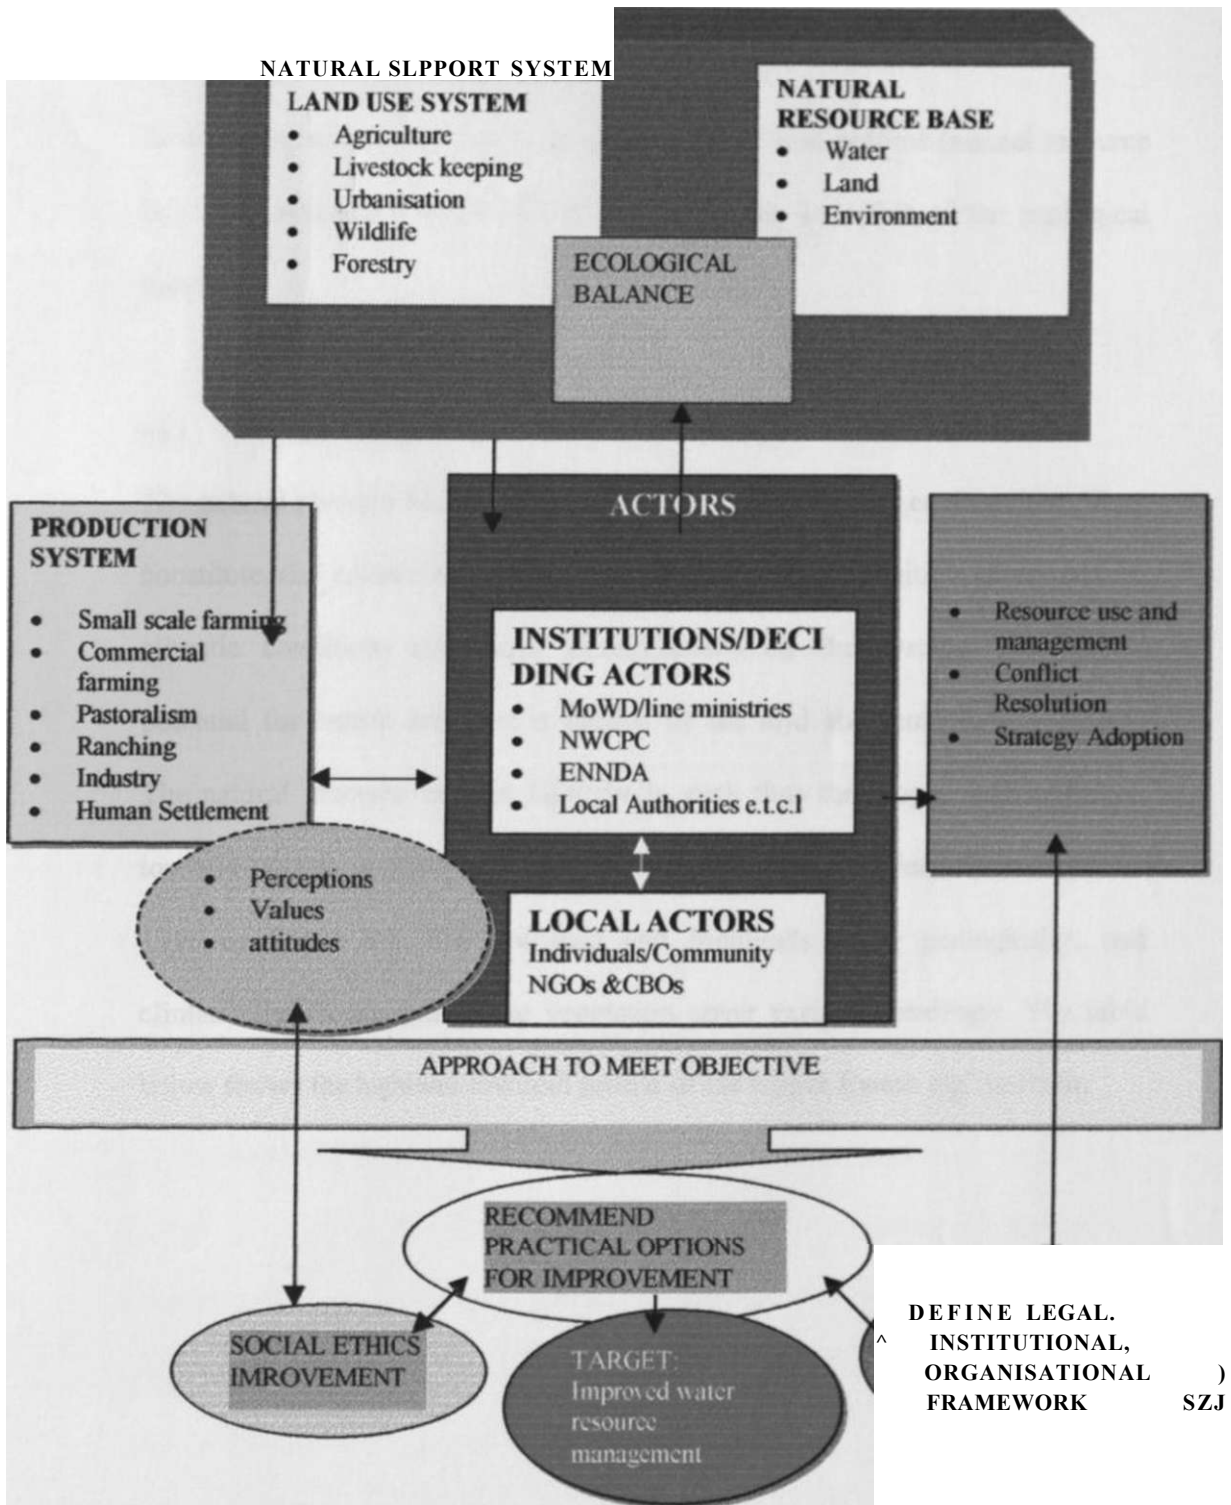 NATURAL SLPPORT SYSTEM
LAND USE SYSTEM
• Agriculture
• Livestock keeping
• Urbanisation
• Wildlife
• Forestry
NATURAL
RESOURCE BASE
• Water
• Land
• Environment
ECOLOGICAL
BALANCE
PRODUCTION
SYSTEM
• Small scale farming
• Commercial
farming
• Pastoralism
• Ranching
• Industry
• Human Settlement
ACTORS
INSTITUTIONS/DECI
DING ACTORS
• MoWD/line ministries
• NWCPC
• ENNDA
• Local Authorities e.t.c.l
LOCAL ACTORS
Individuals/Community
NGOs &CBOs
• Resource use and
management
• Conflict
Resolution
• Strategy Adoption
• Perceptions
• Values
• attitudes
APPROACH TO MEET OBJECTIVE
RECOMMEND
PRACTICAL OPTIONS
FOR IMPROVEMENT
SOCIAL ETHICS
IMROVEMENT
TARGET:
Improved water
resource
management
DEFINE LEGAL.
^ INSTITUTIONAL,
ORGANISATIONAL )
FRAMEWORK SZJ